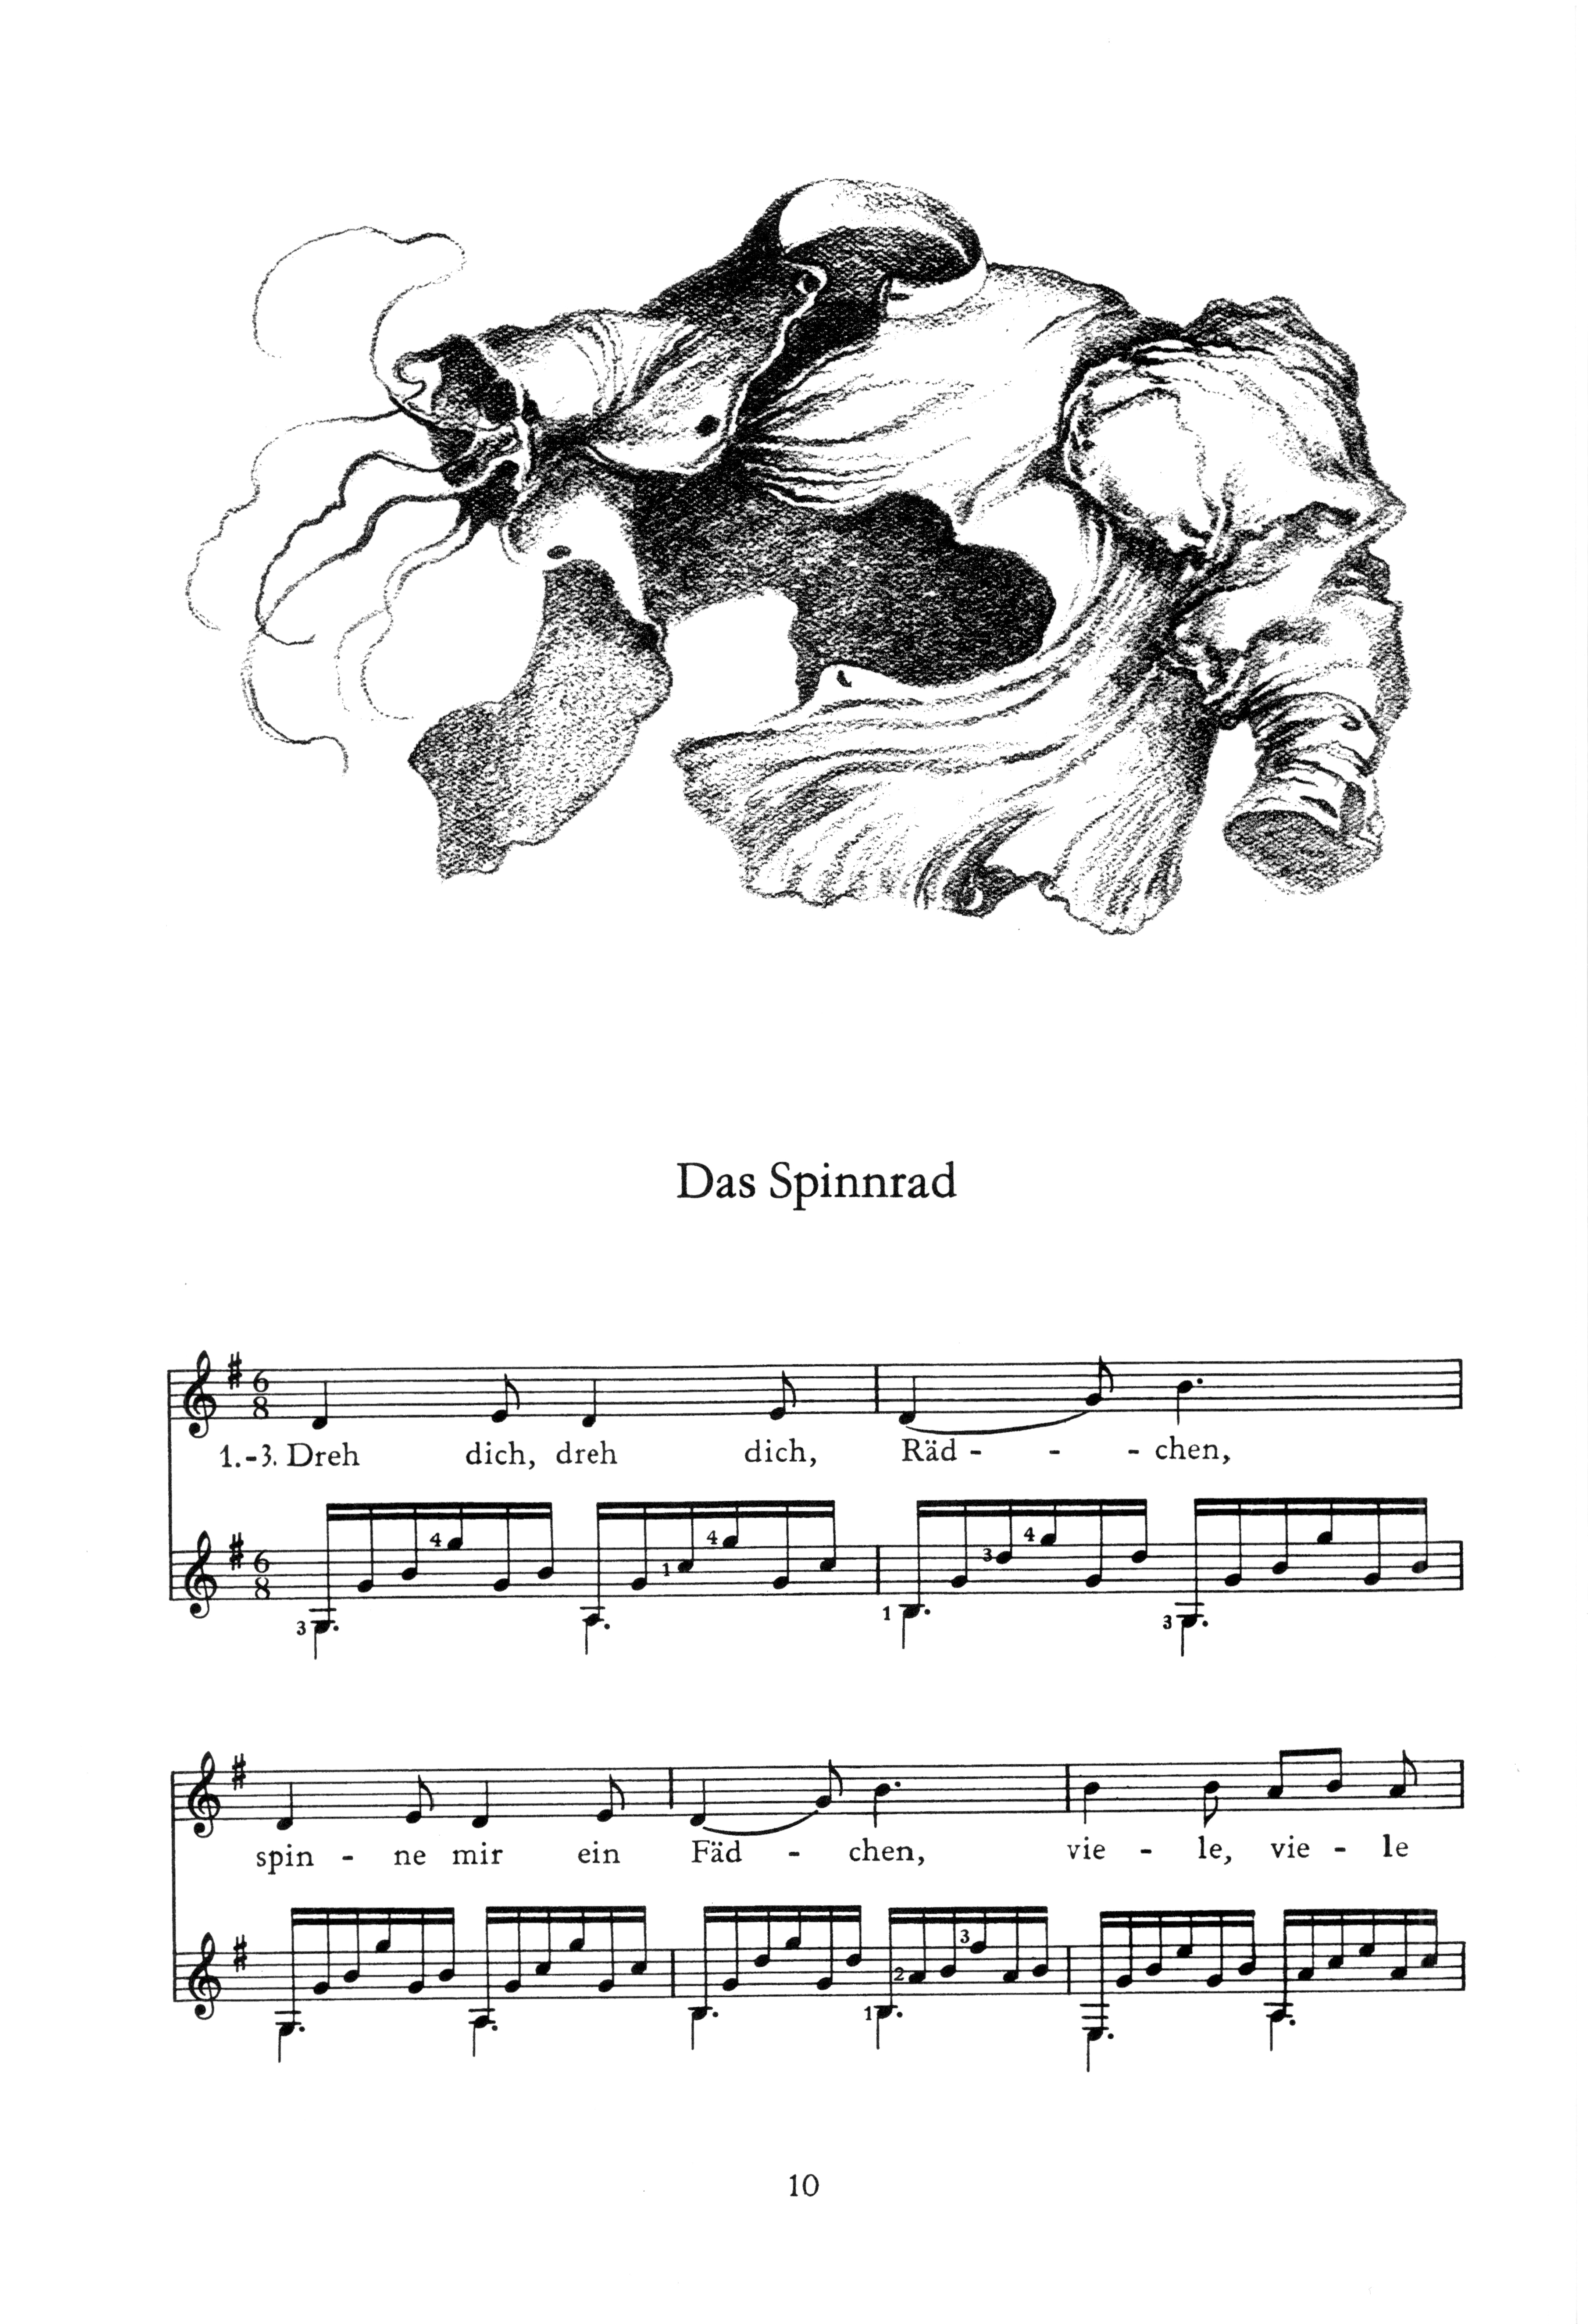 Das Spinnrad
1.-3. Dreh dich, dreh dich, Räd - - - chen,
spin - ne mir ein Fäd - chen, vie - le, vie - le
10